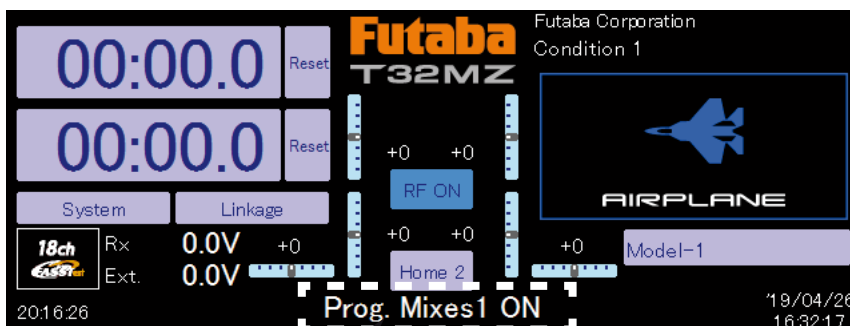 00:00.0
Reset
00:00.0
Reset
System
Linkage
18ch
FASSTest
Rx
0.0V
Ext.
0.0V
+0
20:16:26
Futaba
T32MZ
+0 +0
RF ON
+0 +0
Home 2
Prog. Mixes1 ON
Futaba Corporation
Condition 1
AIRPLANE
+0
Model-1
'19/04/26
16:32:17